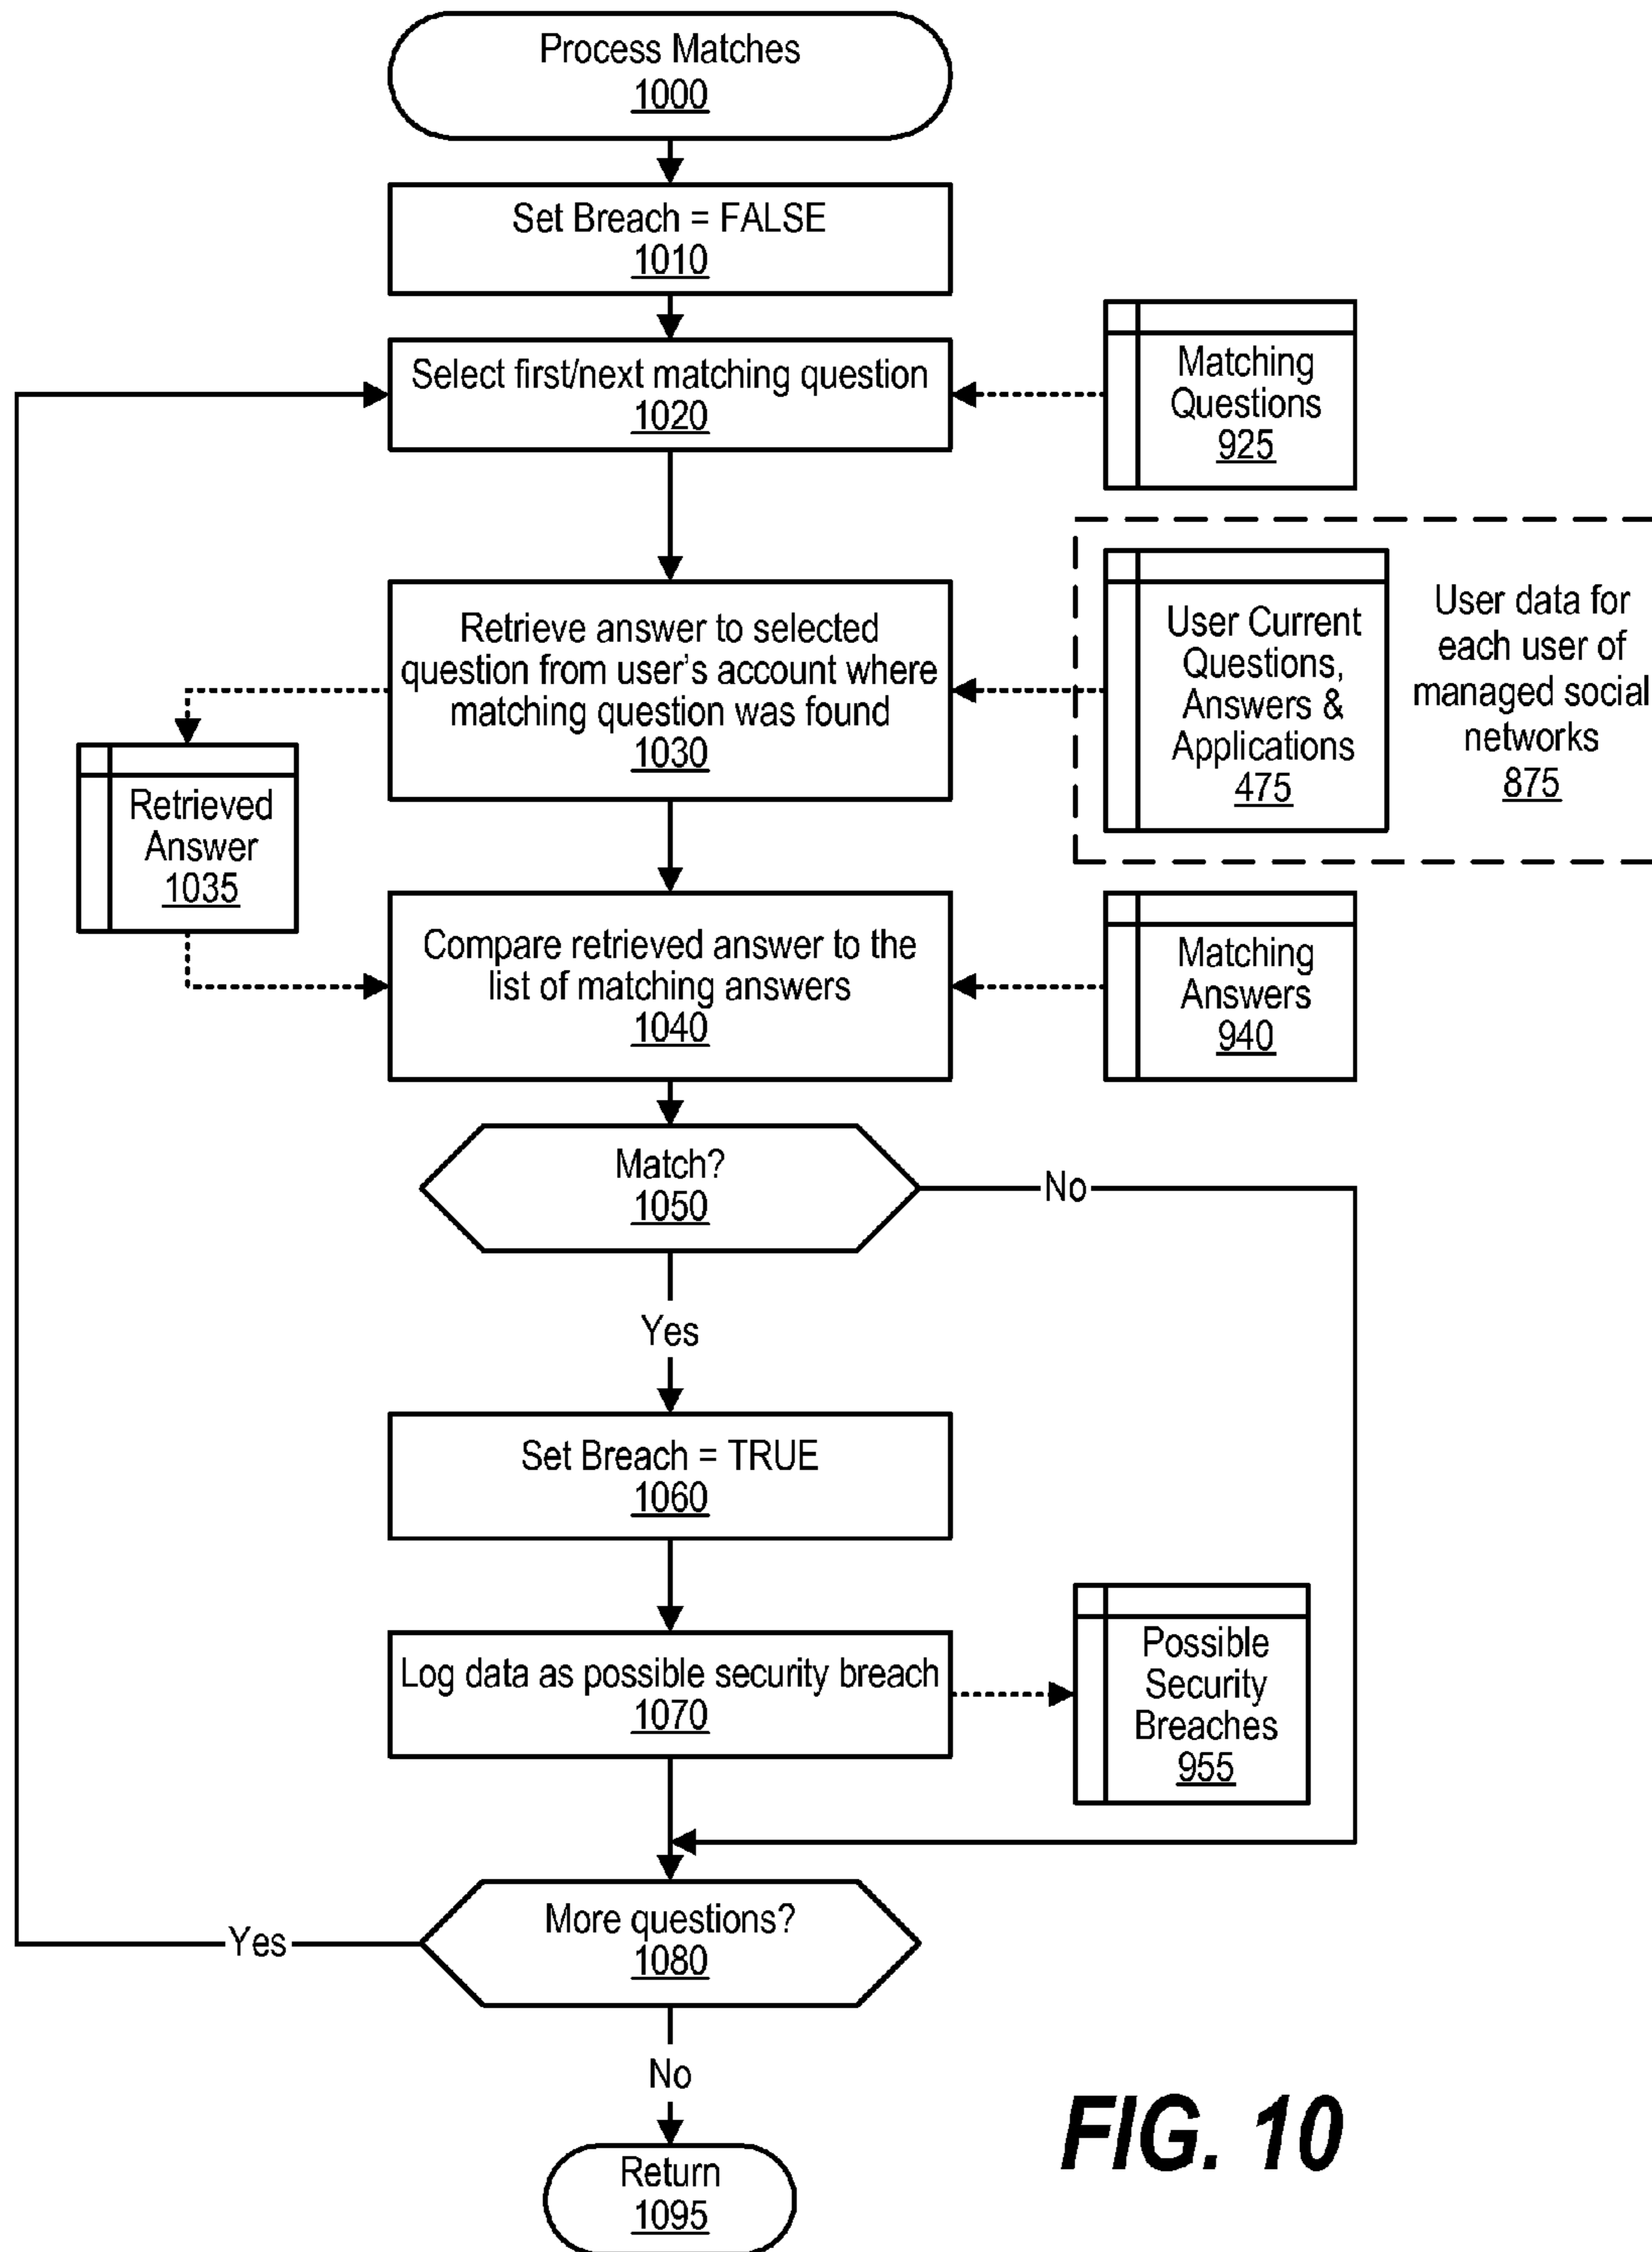 Process Matches
1000
Set Breach = FALSE
1010
Select first/next matching question
1020
Matching
Questions
925
Retrieve answer to selected
question from user's account where
matching question was found
1030
User Current
Questions,
Answers &
Applications
475
User data for
each user of
managed social
networks
875
Retrieved
Answer
1035
Compare retrieved answer to the
list of matching answers
1040
Matching
Answers
940
Match?
1050
No
Yes
Set Breach = TRUE
1060
Log data as possible security breach
1070
Possible
Security
Breaches
955
More questions?
1080
Yes
No
Return
1095
FIG. 10